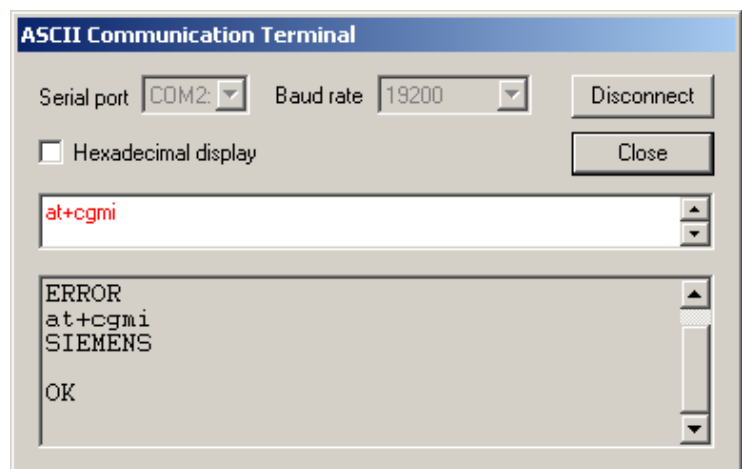 ASCII Communication Terminal
Serial port COM2: Baud rate 19200 Disconnect
Hexadecimal display Close
at+cgmi
ERROR
at+cgmi
SIEMENS
OK